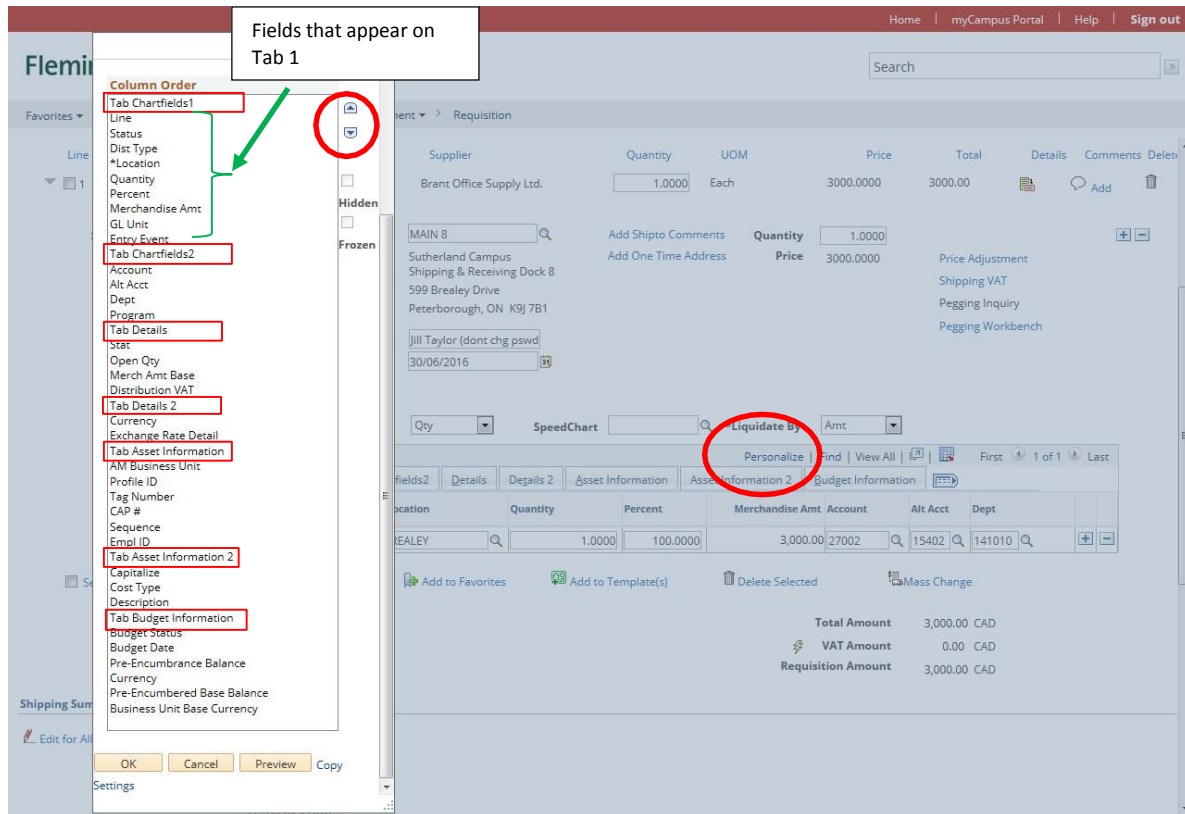 Home | myCampus Portal | Help | Sign out
Fields that appear on
Tab 1
Search
Column Order
Tab Chartfields1
Line
Status
Dist Type
*Location
Quantity
Percent
Merchandise Amt
GL Unit
Entry Event
Tab Chartfields2
Account
Alt Acct
Dept
Program
Tab Details
Stat
Open Qty
Merch Amt Base
Distribution VAT
Tab Details 2
Currency
Exchange Rate Detail
Tab Asset Information
AM Business Unit
Profile ID
Tag Number
CAP #
Sequence
Empl ID
Tab Asset Information 2
Capitalize
Cost Type
Description
Tab Budget Information
Budget Status
Budget Date
Pre-Encumbrance Balance
Currency
Pre-Encumbered Base Balance
Business Unit Base Currency
Hidden
Frozen
OK Cancel Preview Copy
Settings
Flemi
Favorites
Requisition
Line Supplier Quantity UOM Price Total Details Comments Delet
1 Brant Office Supply Ltd. 1.0000 Each 3000.0000 3000.00 Add
MAIN 8 Add Shipto Comments Quantity 1.0000
Sutherland Campus Add One Time Address Price 3000.0000 Price Adjustment
Shipping & Receiving Dock 8
599 Brealey Drive Shipping VAT
Peterborough, ON K9J 7B1 Pegging Inquiry
Pegging Workbench
Jill Taylor (dont chg pswd
30/06/2016
Qty SpeedChart *Liquidate By Amt
Personalize | Find | View All | First 1 of 1 Last
fields2 Details Details 2 Asset Information Asset Information 2 Budget Information
ocation Quantity Percent Merchandise Amt Account Alt Acct Dept
REALEY 1.0000 100.0000 3,000.00 27002 15402 141010
Add to Favorites Add to Template(s) Delete Selected Mass Change
Total Amount 3,000.00 CAD
VAT Amount 0.00 CAD
Requisition Amount 3,000.00 CAD
Shipping Sum
Edit for All